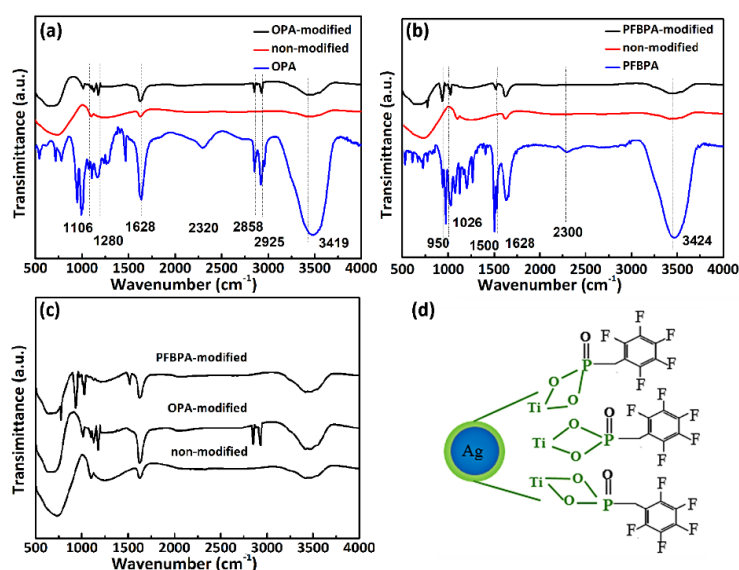 (a)
OPA-modified
non-modified
OPA
Transimittance (a.u.)
1106
1280
1628
2320
2858
2925
3419
500 1000 1500 2000 2500 3000 3500 4000
Wavenumber (cm-1)
(b)
PFBPA-modified
non-modified
PFBPA
Transimittance (a.u.)
950
1026
1500
1628
2300
3424
500 1000 1500 2000 2500 3000 3500 4000
Wavenumber (cm-1)
(c)
PFBPA-modified
OPA-modified
non-modified
Transimittance (a.u.)
500 1000 1500 2000 2500 3000 3500 4000
Wavenumber (cm-1)
(d)
Ag
Ti
O
O
O
P
F
F
F
F
F
Ti
O
O
O
P
F
F
F
F
F
Ti
O
O
O
P
F
F
F
F
F